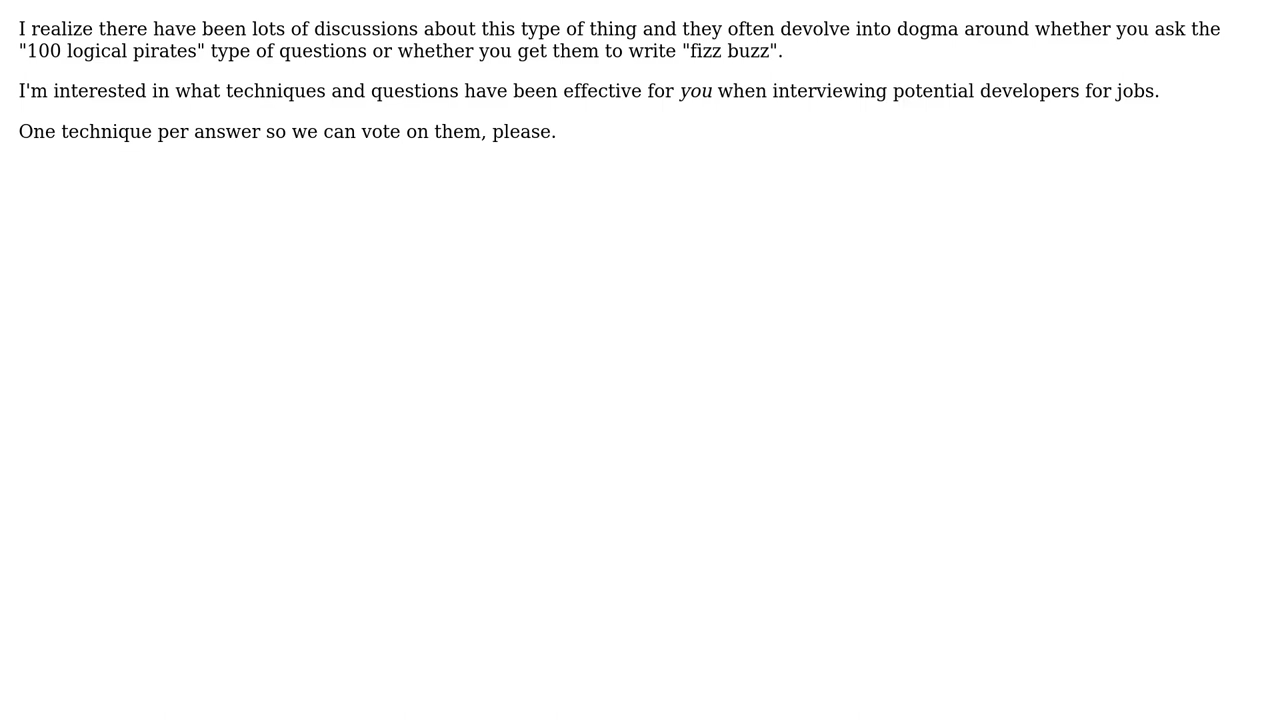 I realize there have been lots of discussions about this type of thing and they often devolve into dogma around whether you ask the
"100 logical pirates" type of questions or whether you get them to write "fizz buzz".
I'm interested in what techniques and questions have been effective for you when interviewing potential developers for jobs.
One technique per answer so we can vote on them, please.